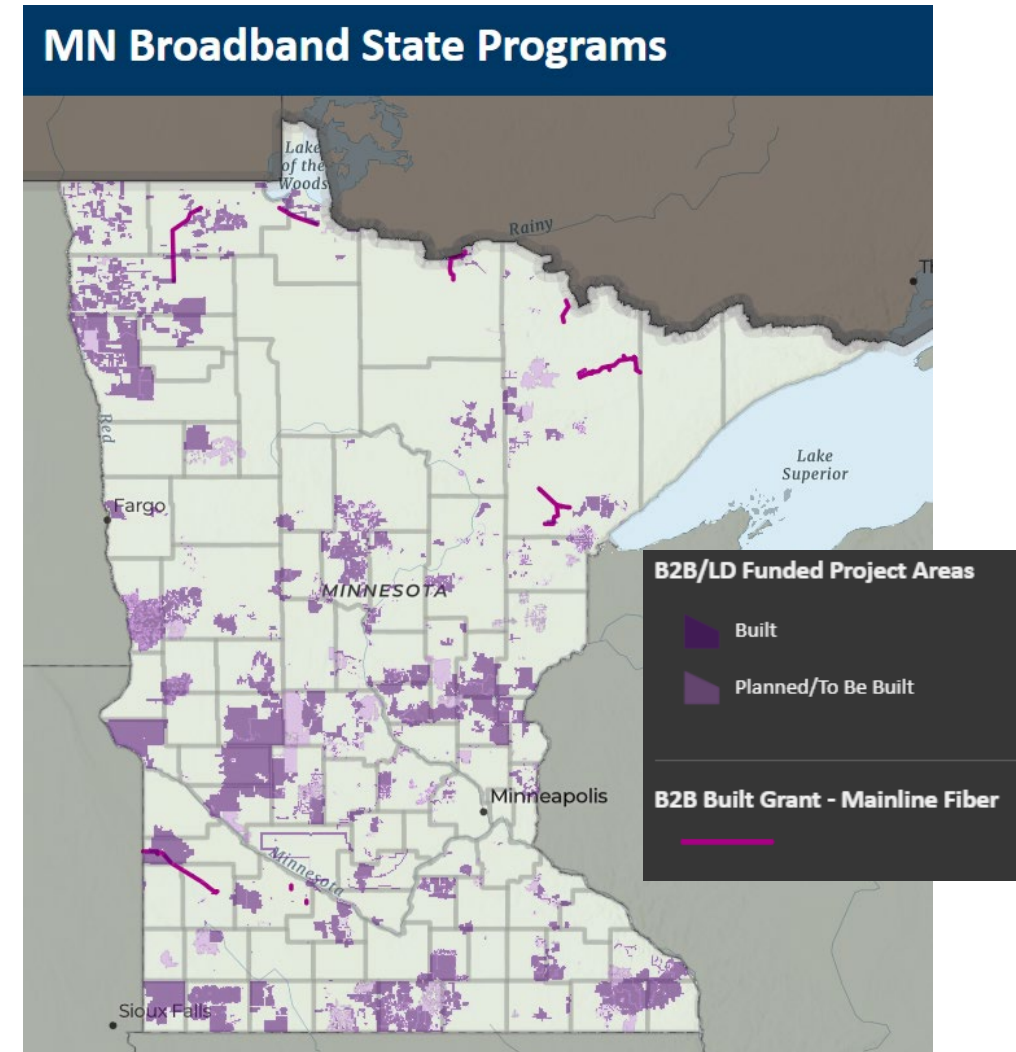 MN Broadband State Programs
Lake
of the
Woods
Rainy
Red
Lake
Superior
Fargo
MINNESOTA
B2B/LD Funded Project Areas
Built
Planned/To Be Built
Minneapolis
B2B Built Grant - Mainline Fiber
Minnesota
Sioux Falls